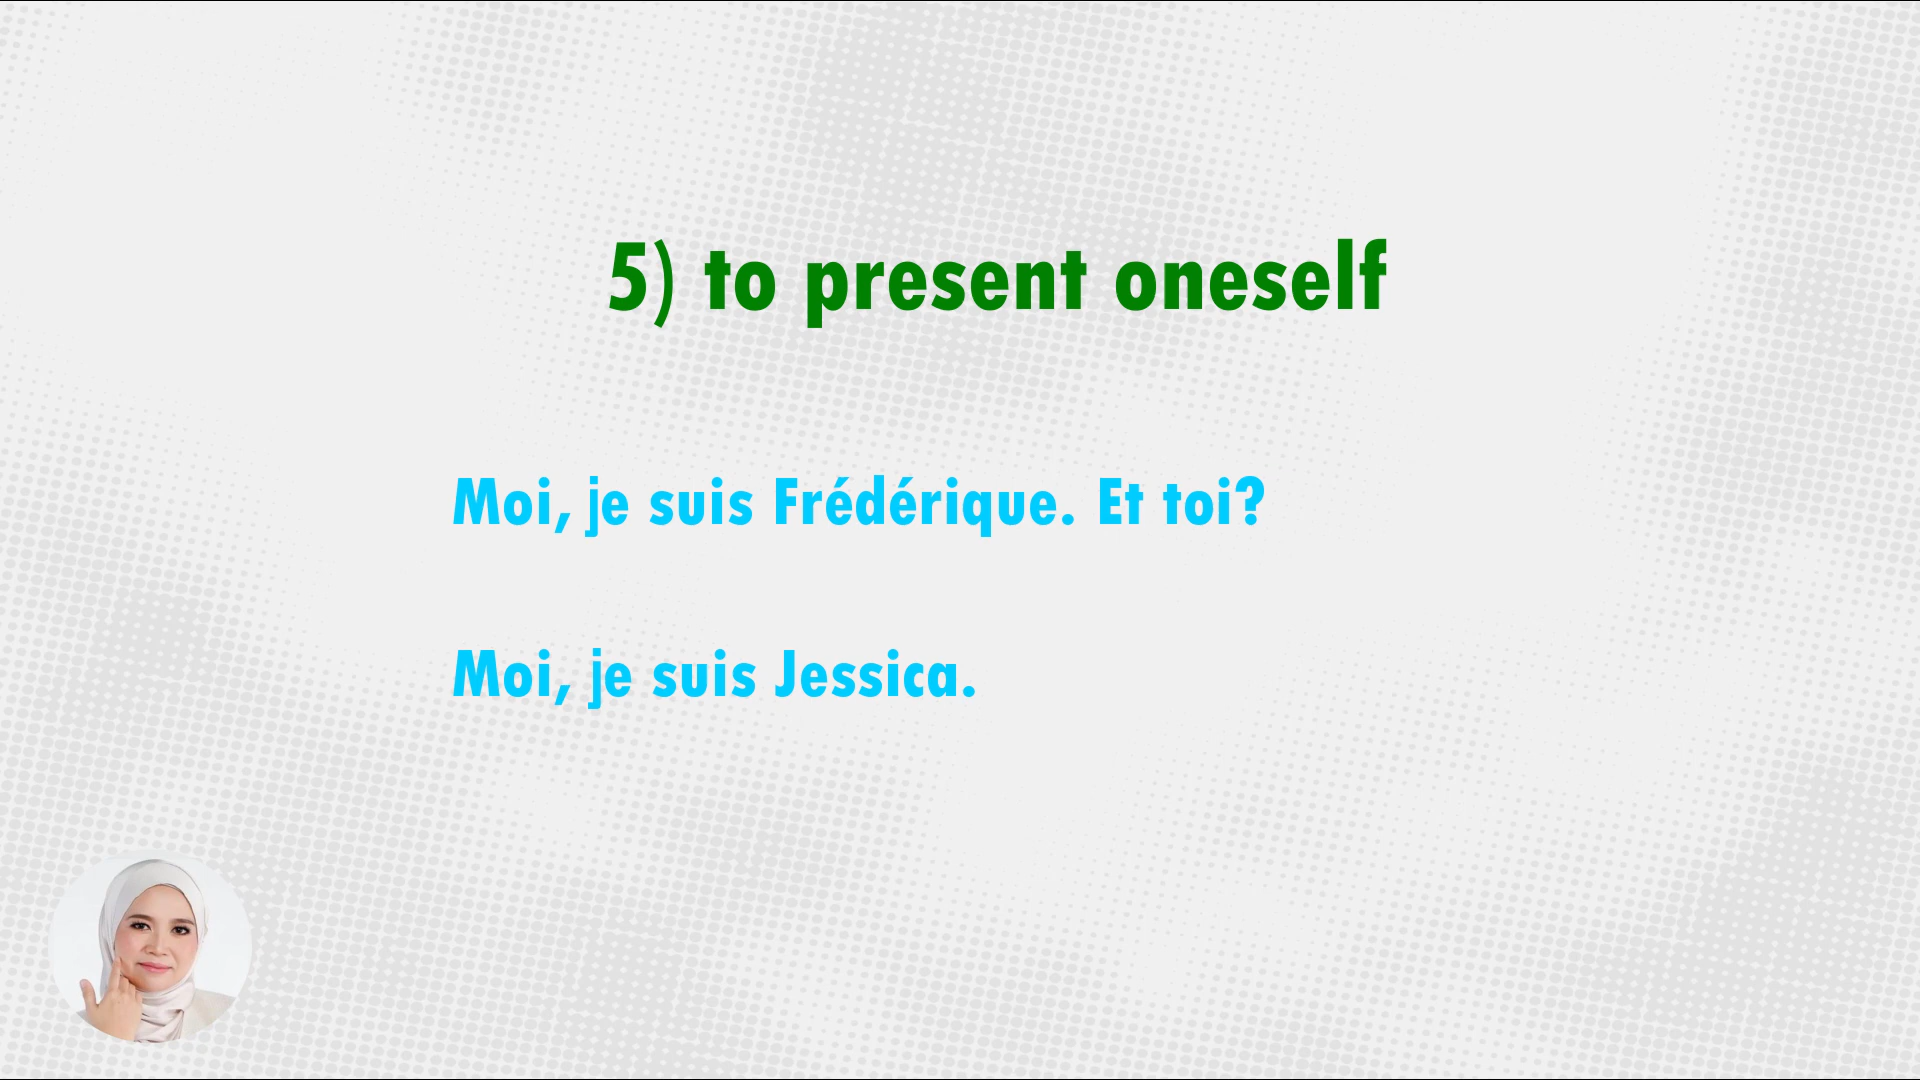 5) to present oneself
Moi, je suis Frédérique. Et toi?
Moi, je suis Jessica.